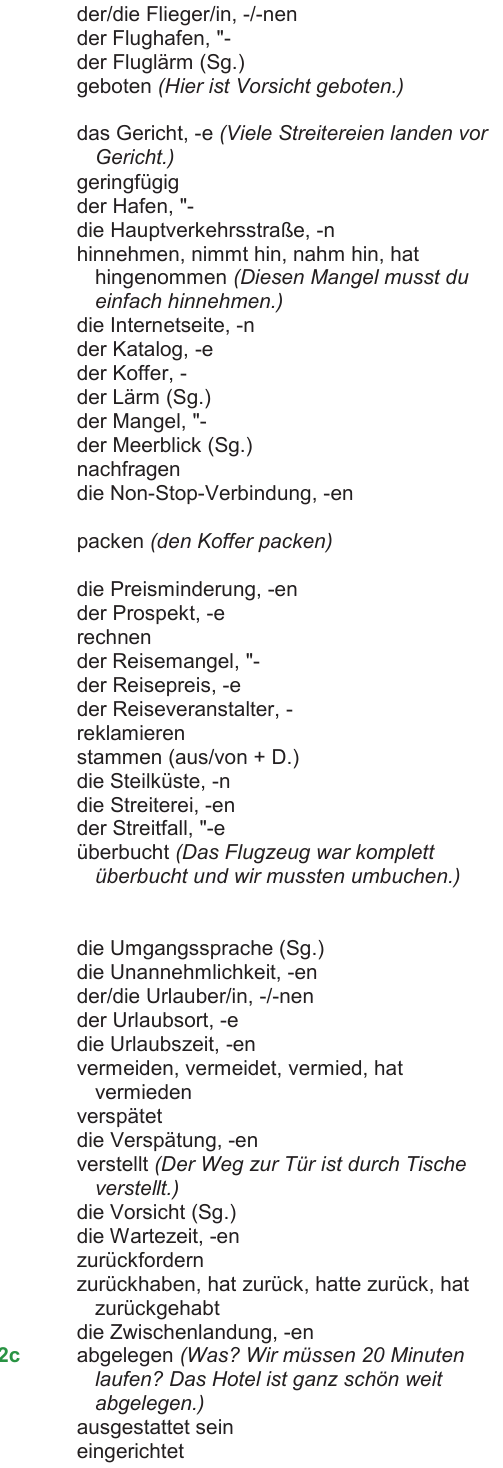 der/die Flieger/in, -/-nen
der Flughafen, "-
der Fluglärm (Sg.)
geboten (Hier ist Vorsicht geboten.)
das Gericht, -e (Viele Streitereien landen vor
Gericht.)
geringfügig
der Hafen, "-
die Hauptverkehrsstraße, -n
hinnehmen, nimmt hin, nahm hin, hat
hingenommen (Diesen Mangel musst du
einfach hinnehmen.)
die Internetseite, -n
der Katalog, -e
der Koffer, -
der Lärm (Sg.)
der Mangel, "-
der Meerblick (Sg.)
nachfragen
die Non-Stop-Verbindung, -en
packen (den Koffer packen)
die Preisminderung, -en
der Prospekt, -e
rechnen
der Reisemangel, "-
der Reisepreis, -e
der Reiseveranstalter, -
reklamieren
stammen (aus/von + D.)
die Steilküste, -n
die Streiterei, -en
der Streitfall, "-e
überbucht (Das Flugzeug war komplett
überbucht und wir mussten umbuchen.)
die Umgangssprache (Sg.)
die Unannehmlichkeit, -en
der/die Urlauber/in, -/-nen
der Urlaubsort, -e
die Urlaubszeit, -en
vermeiden, vermeidet, vermied, hat
vermieden
verspätet
die Verspätung, -en
verstellt (Der Weg zur Tür ist durch Tische
verstellt.)
die Vorsicht (Sg.)
die Wartezeit, -en
zurückfordern
zurückhaben, hat zurück, hatte zurück, hat
zurückgehabt
die Zwischenlandung, -en
2c abgelegen (Was? Wir müssen 20 Minuten
laufen? Das Hotel ist ganz schön weit
abgelegen.)
ausgestattet sein
eingerichtet